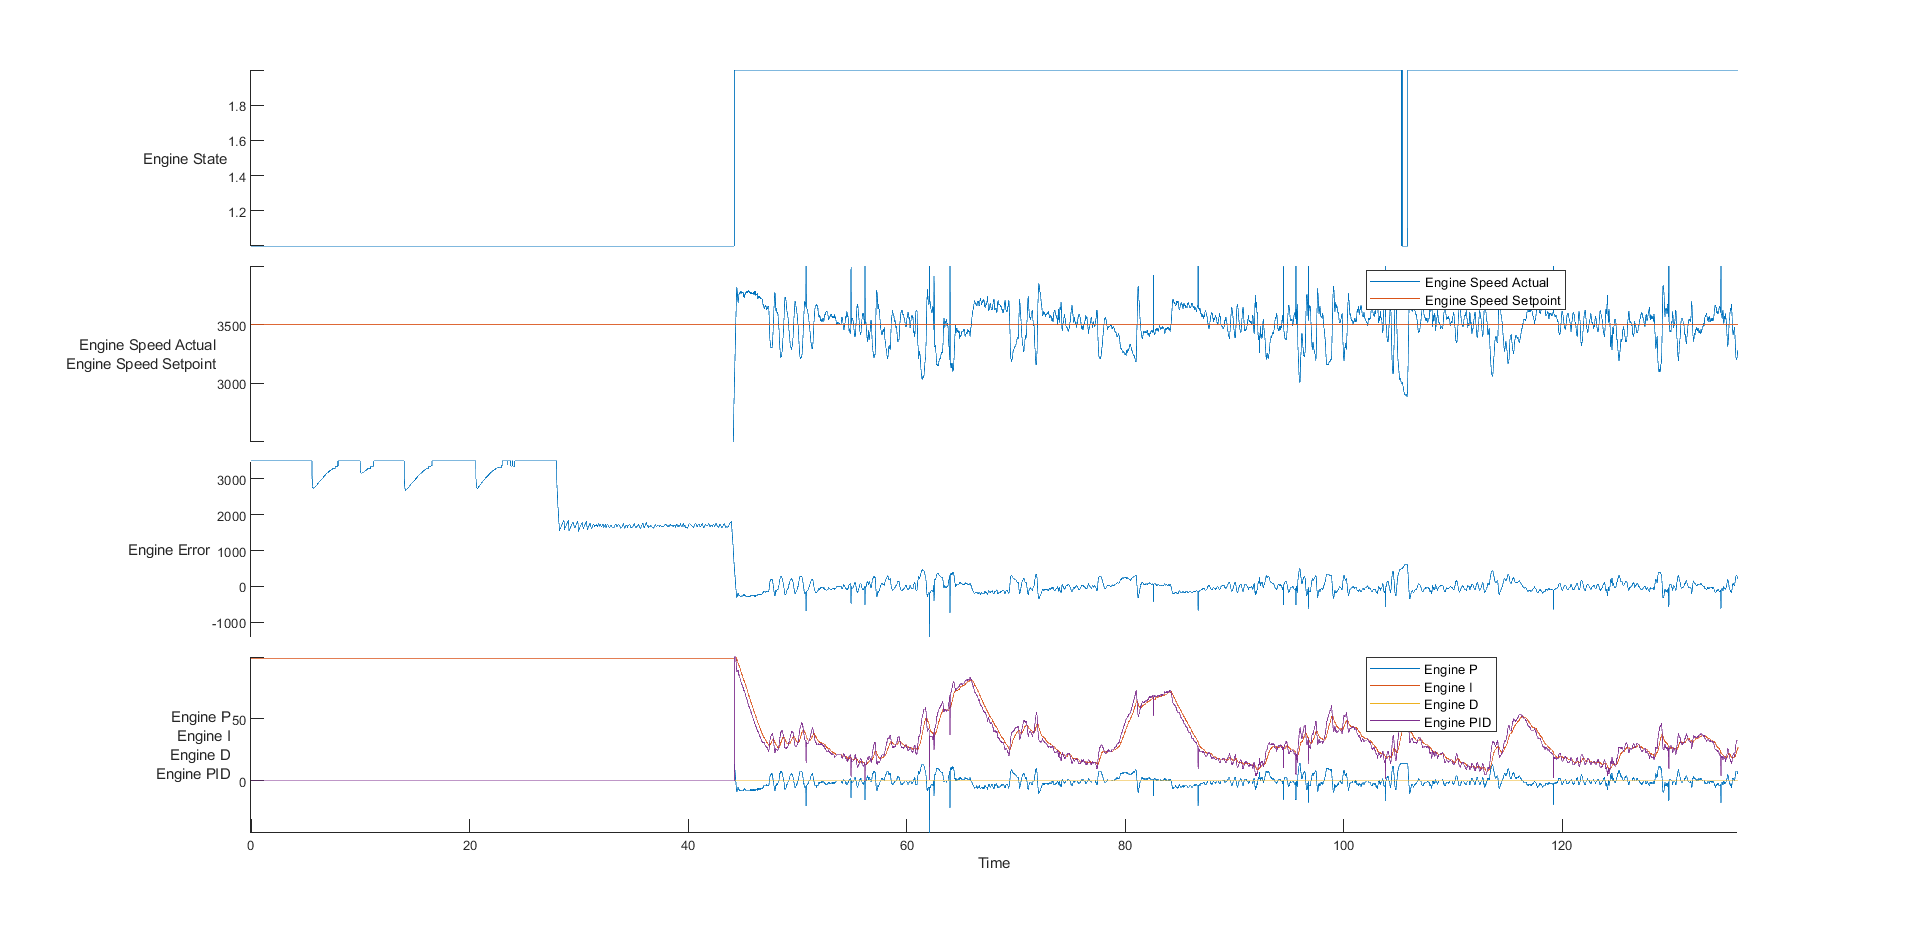 1.8
1.6
Engine State
1.4
1.2
Engine Speed Actual
Engine Speed Setpoint
3500
Engine Speed Actual
Engine Speed Setpoint
3000
3000
2000
Engine Error
1000
0
-1000
Engine P
Engine I
Engine D
Engine PID
Engine P
Engine I
Engine D
Engine PID
50
0
0
20
40
60
80
100
120
Time